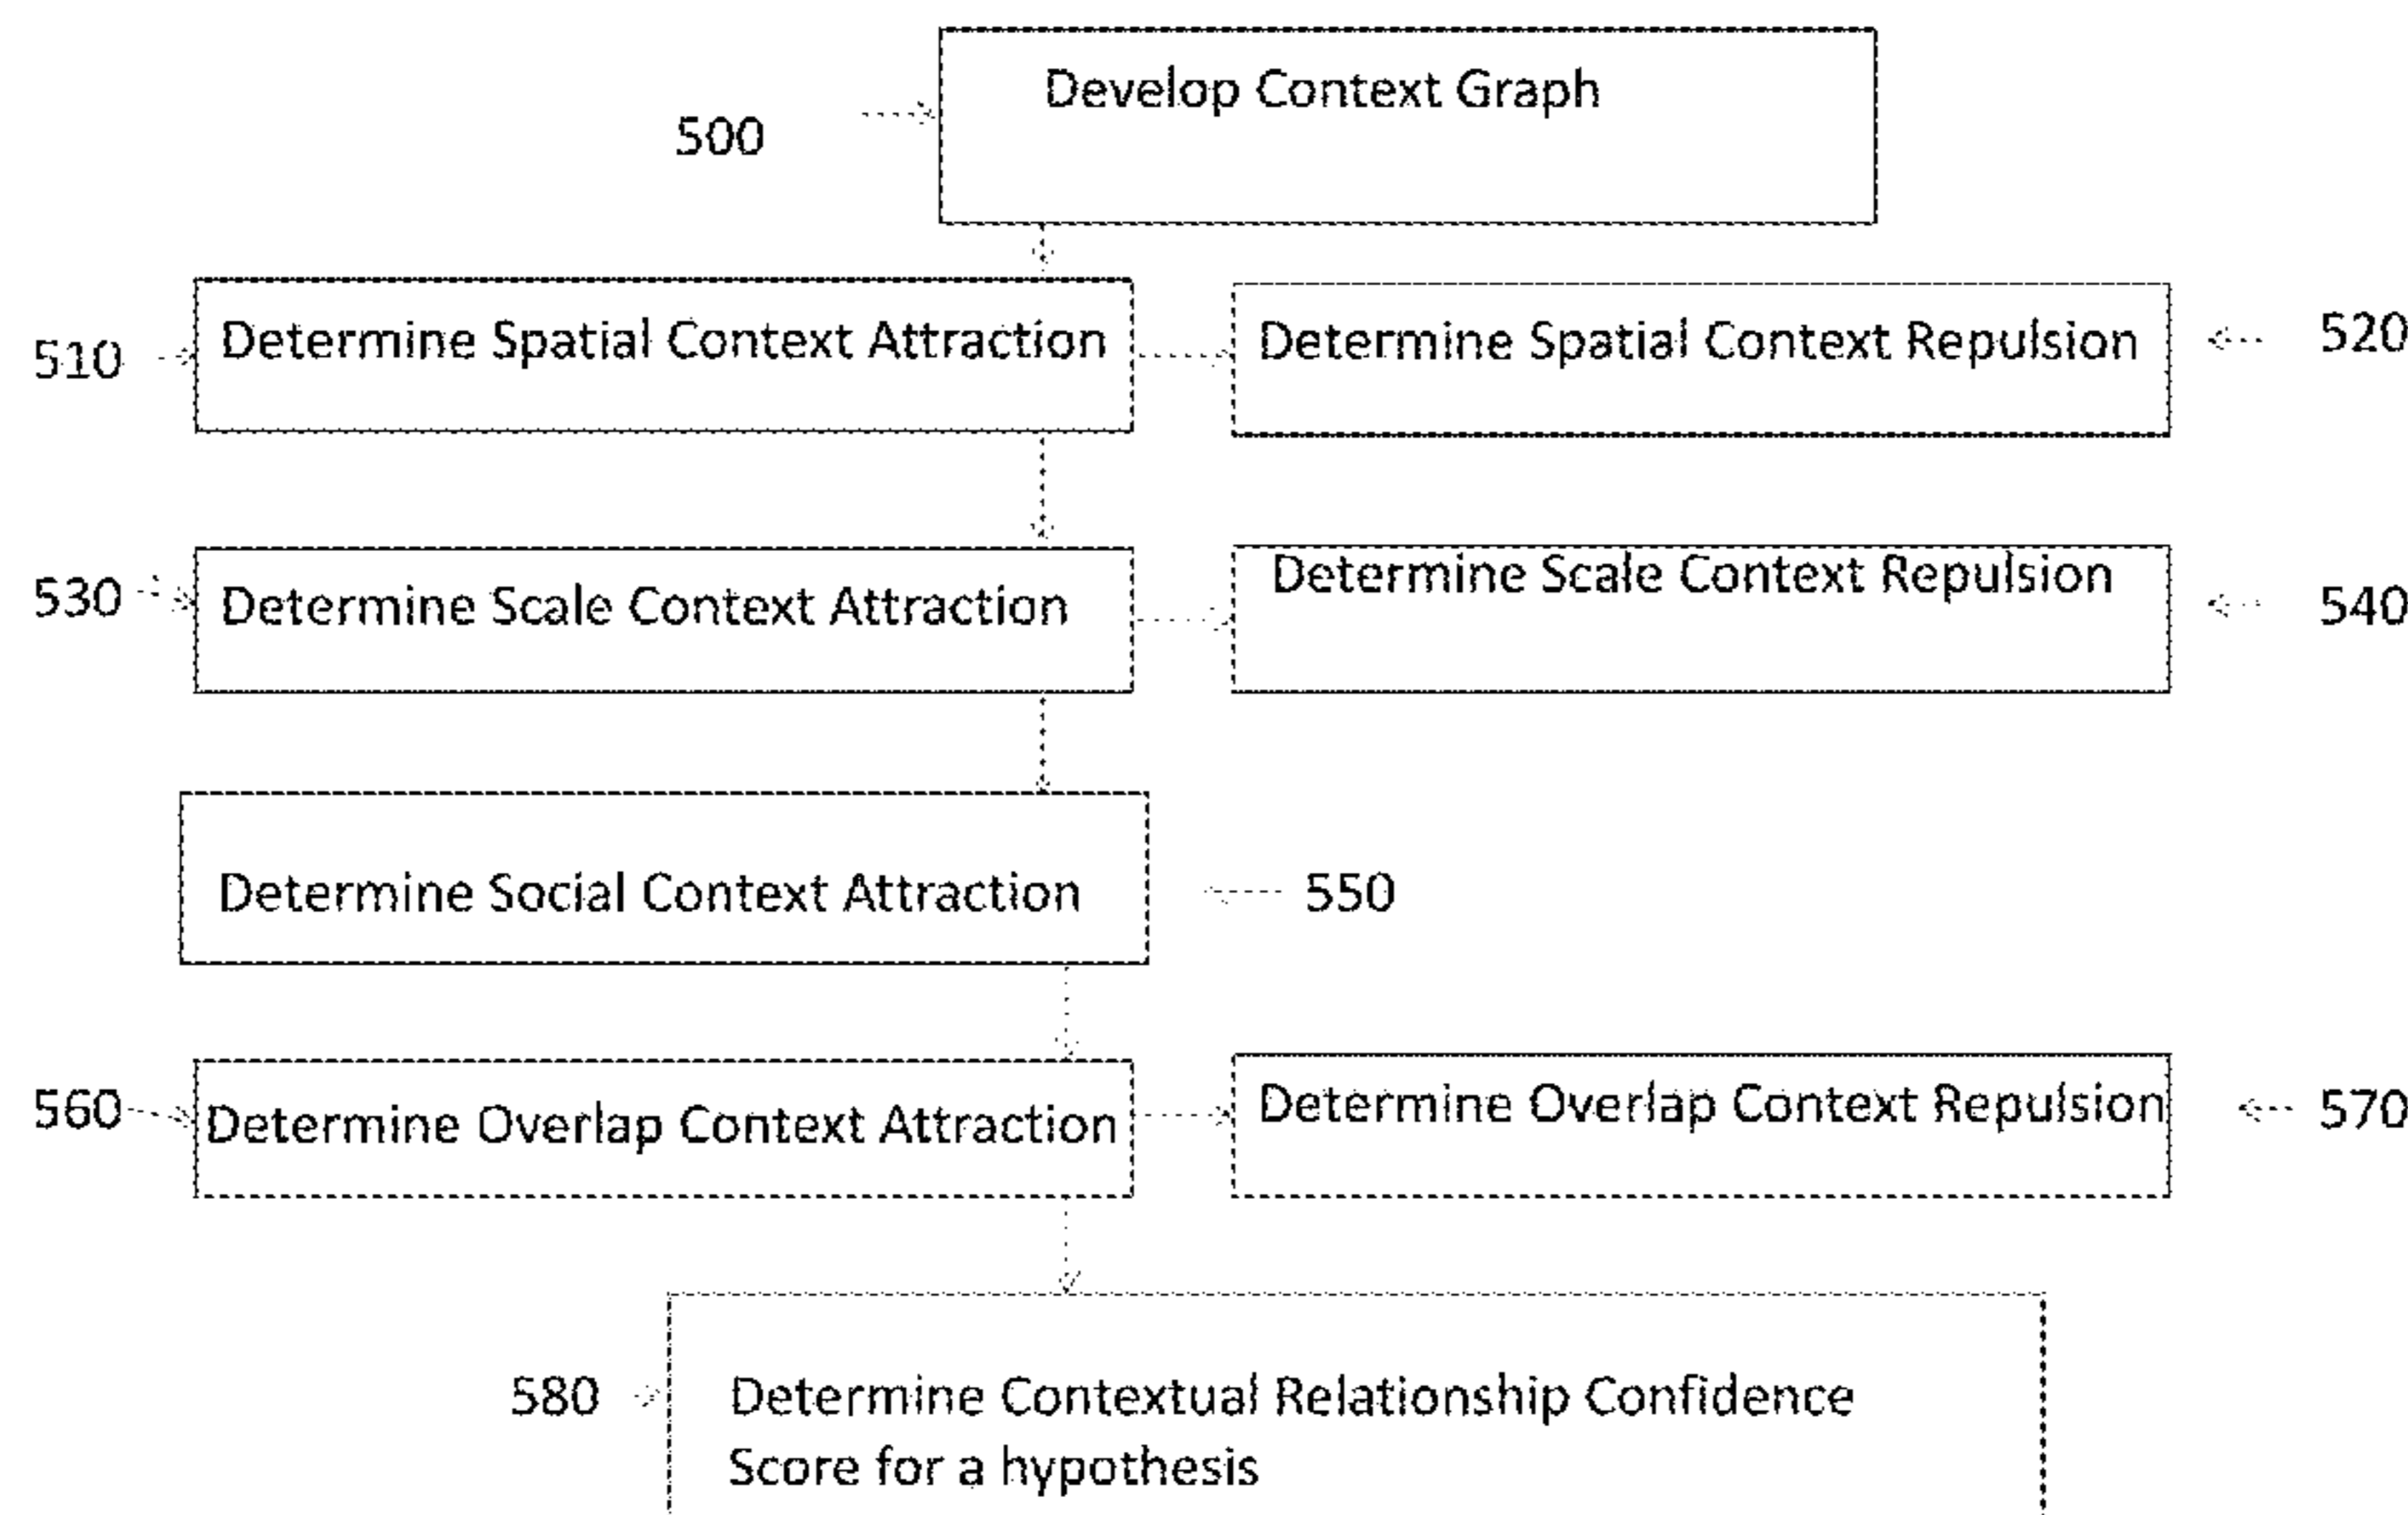 Develop Context Graph
500
510
Determine Spatial Context Attraction
Determine Spatial Context Repulsion
520
530
Determine Scale Context Attraction
Determine Scale Context Repulsion
540
Determine Social Context Attraction
550
560
Determine Overlap Context Attraction
Determine Overlap Context Repulsion
570
580
Determine Contextual Relationship Confidence
Score for a hypothesis